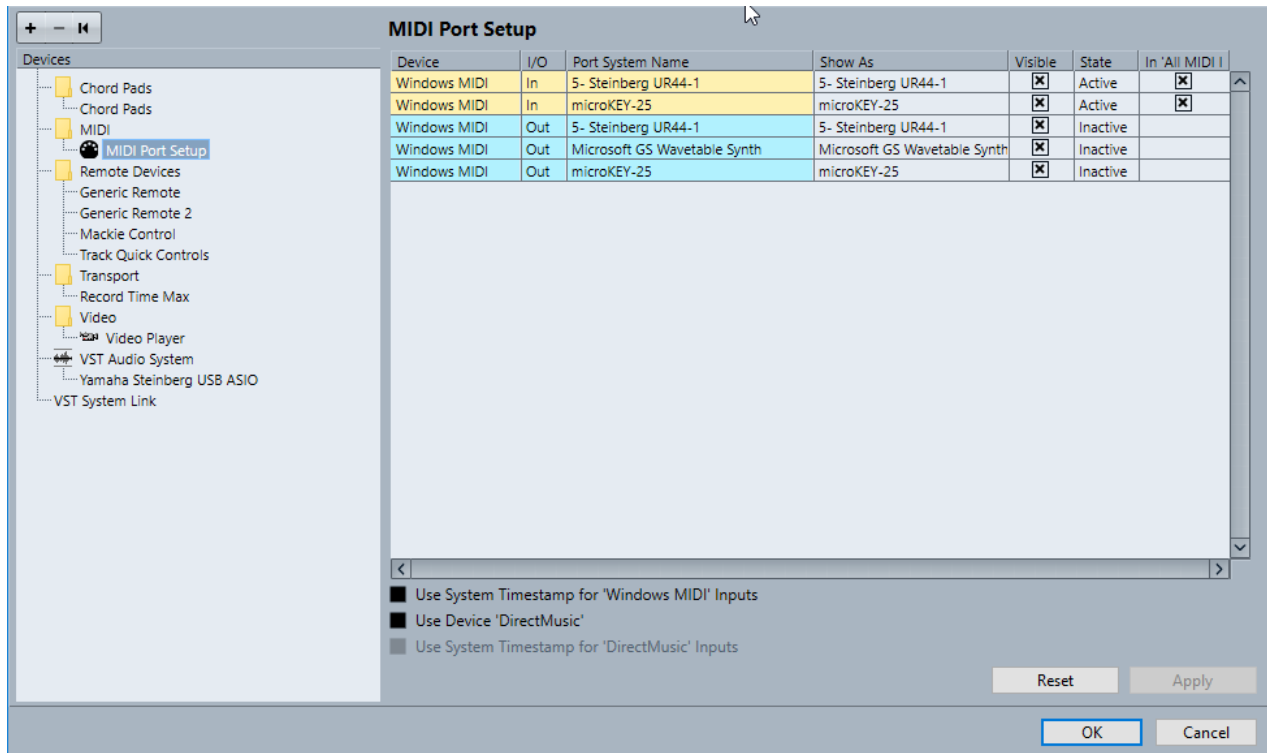 MIDI Port Setup
Devices
Chord Pads
Chord Pads
MIDI
MIDI Port Setup
Remote Devices
Generic Remote
Generic Remote 2
Mackie Control
Track Quick Controls
Transport
Record Time Max
Video
Video Player
VST Audio System
Yamaha Steinberg USB ASIO
VST System Link
Device I/O Port System Name Show As Visible State In 'All MIDI I
Windows MIDI In 5- Steinberg UR44-1 5- Steinberg UR44-1 Active
Windows MIDI In microKEY-25 microKEY-25 Active
Windows MIDI Out 5- Steinberg UR44-1 5- Steinberg UR44-1 Inactive
Windows MIDI Out Microsoft GS Wavetable Synth Microsoft GS Wavetable Synth Inactive
Windows MIDI Out microKEY-25 microKEY-25 Inactive
Use System Timestamp for 'Windows MIDI' Inputs
Use Device 'DirectMusic'
Use System Timestamp for 'DirectMusic' Inputs
Reset Apply
OK Cancel